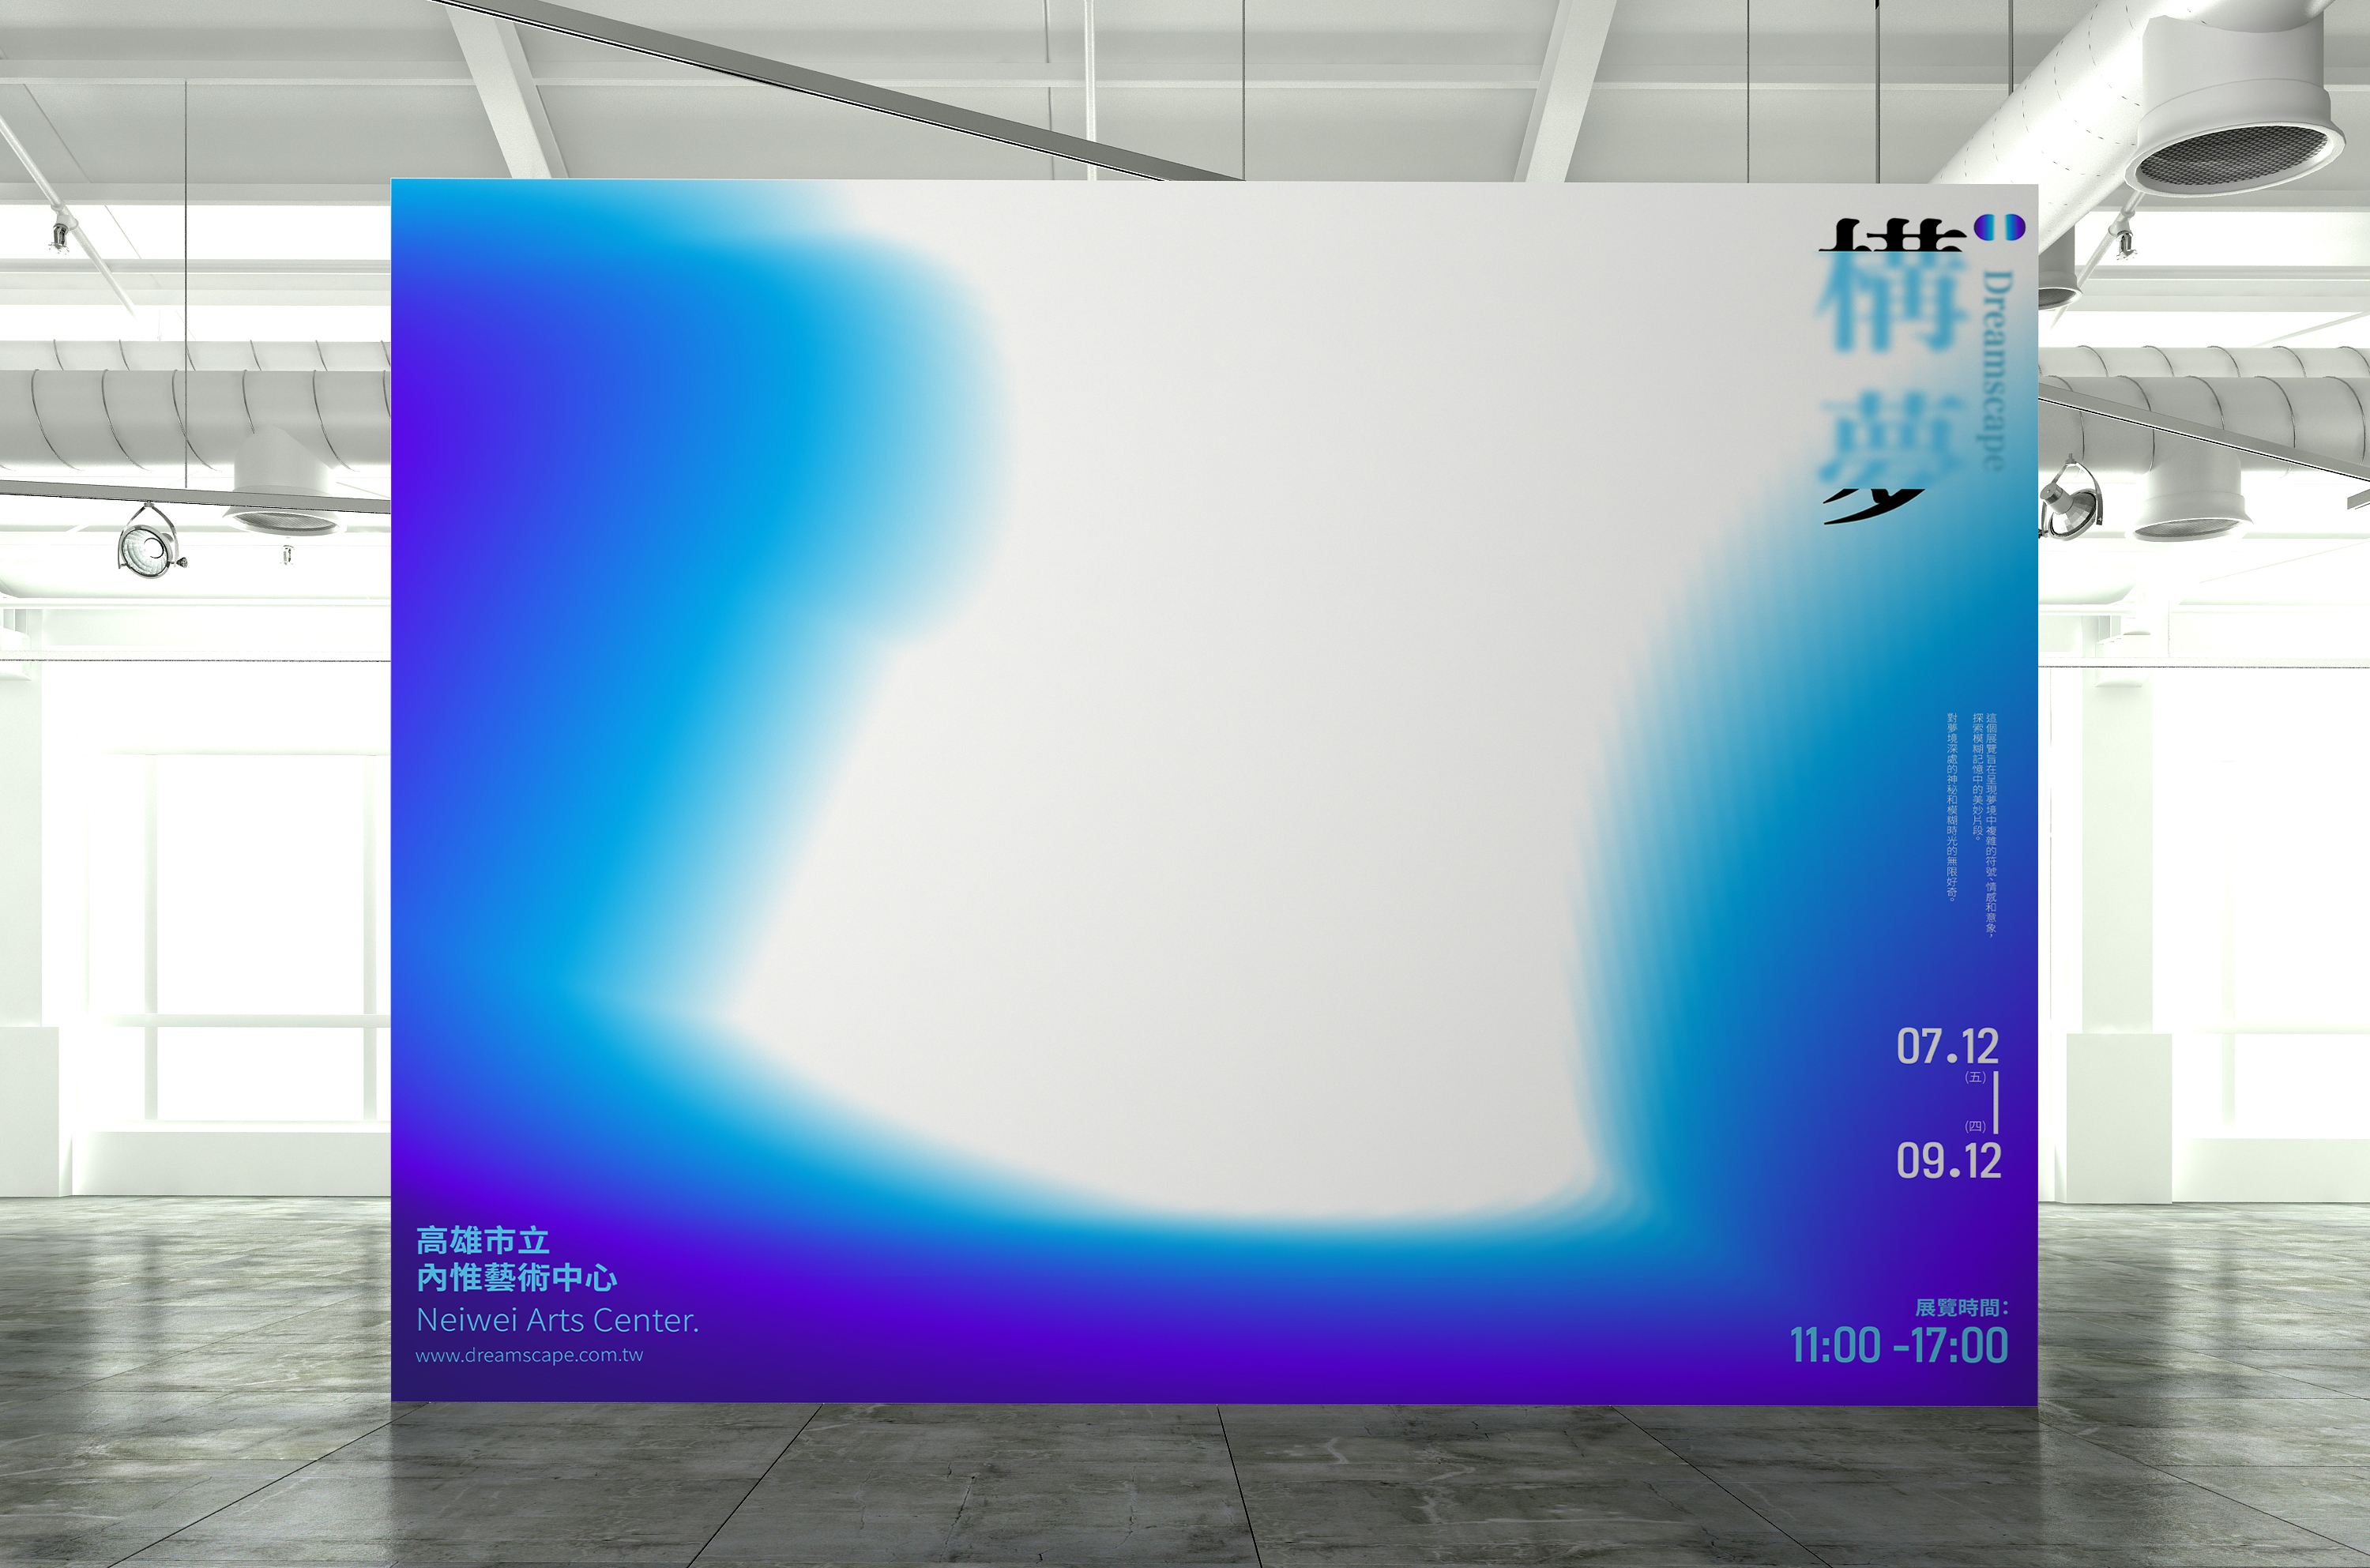 構夢
Dreamscape
這個展覽旨在呈現夢境中複雜的符號、情感和意象，
探索模糊記憶中的美妙片段。
對夢境深處的神秘和模糊時光的無限好奇。
07.12
(五)
(四)
09.12
高雄市立
內惟藝術中心
Neiwei Arts Center.
www.dreamscape.com.tw
展覽時間：
11:00 -17:00